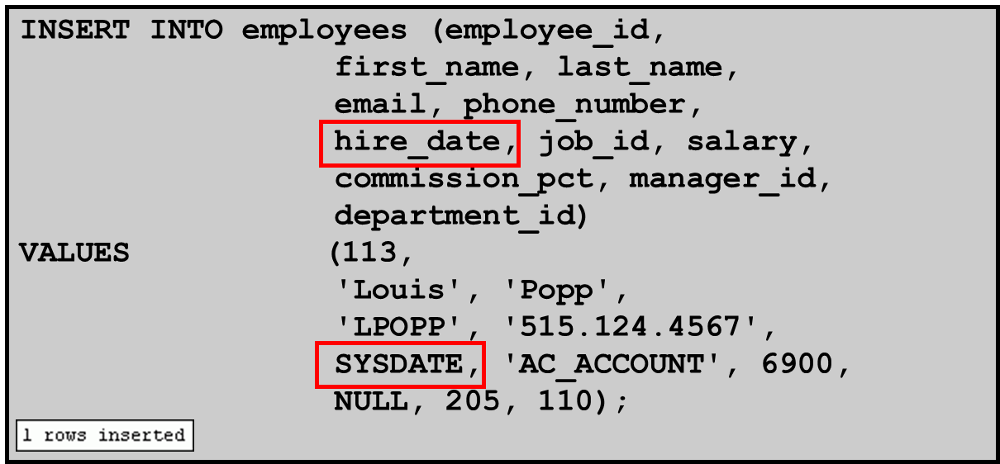 INSERT INTO employees (employee_id,
first_name, last_name,
email, phone_number,
hire_date, job_id, salary,
commission_pct, manager_id,
department_id)
VALUES (113,
'Louis', 'Popp',
'LPOPP', '515.124.4567',
SYSDATE, 'AC_ACCOUNT', 6900,
NULL, 205, 110);
1 rows inserted